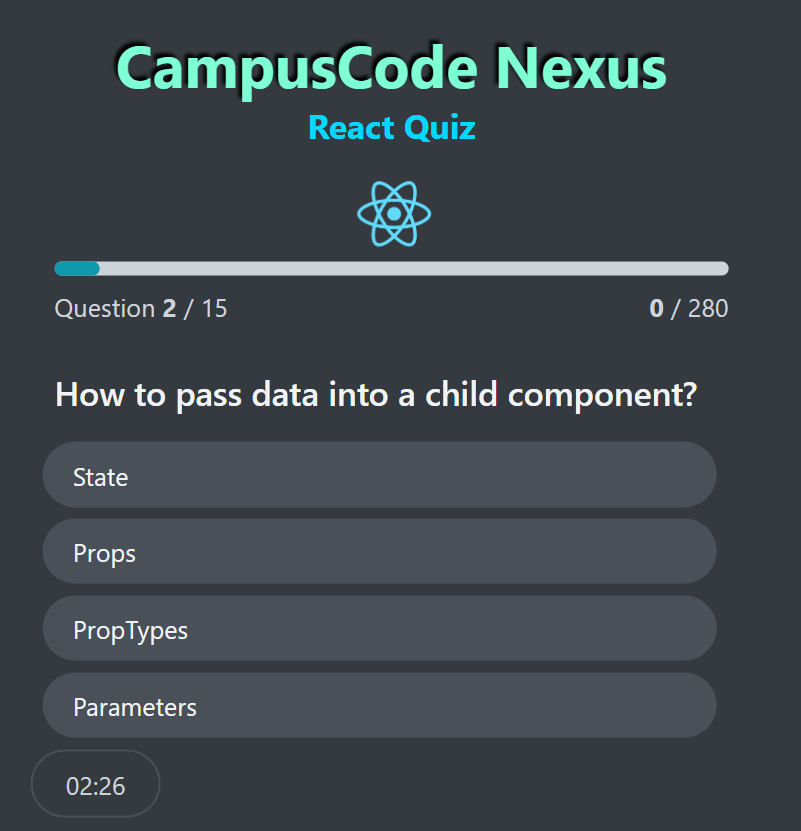 CampusCode Nexus
React Quiz
Question 2 / 15
0 / 280
How to pass data into a child component?
State
Props
PropTypes
Parameters
02:26